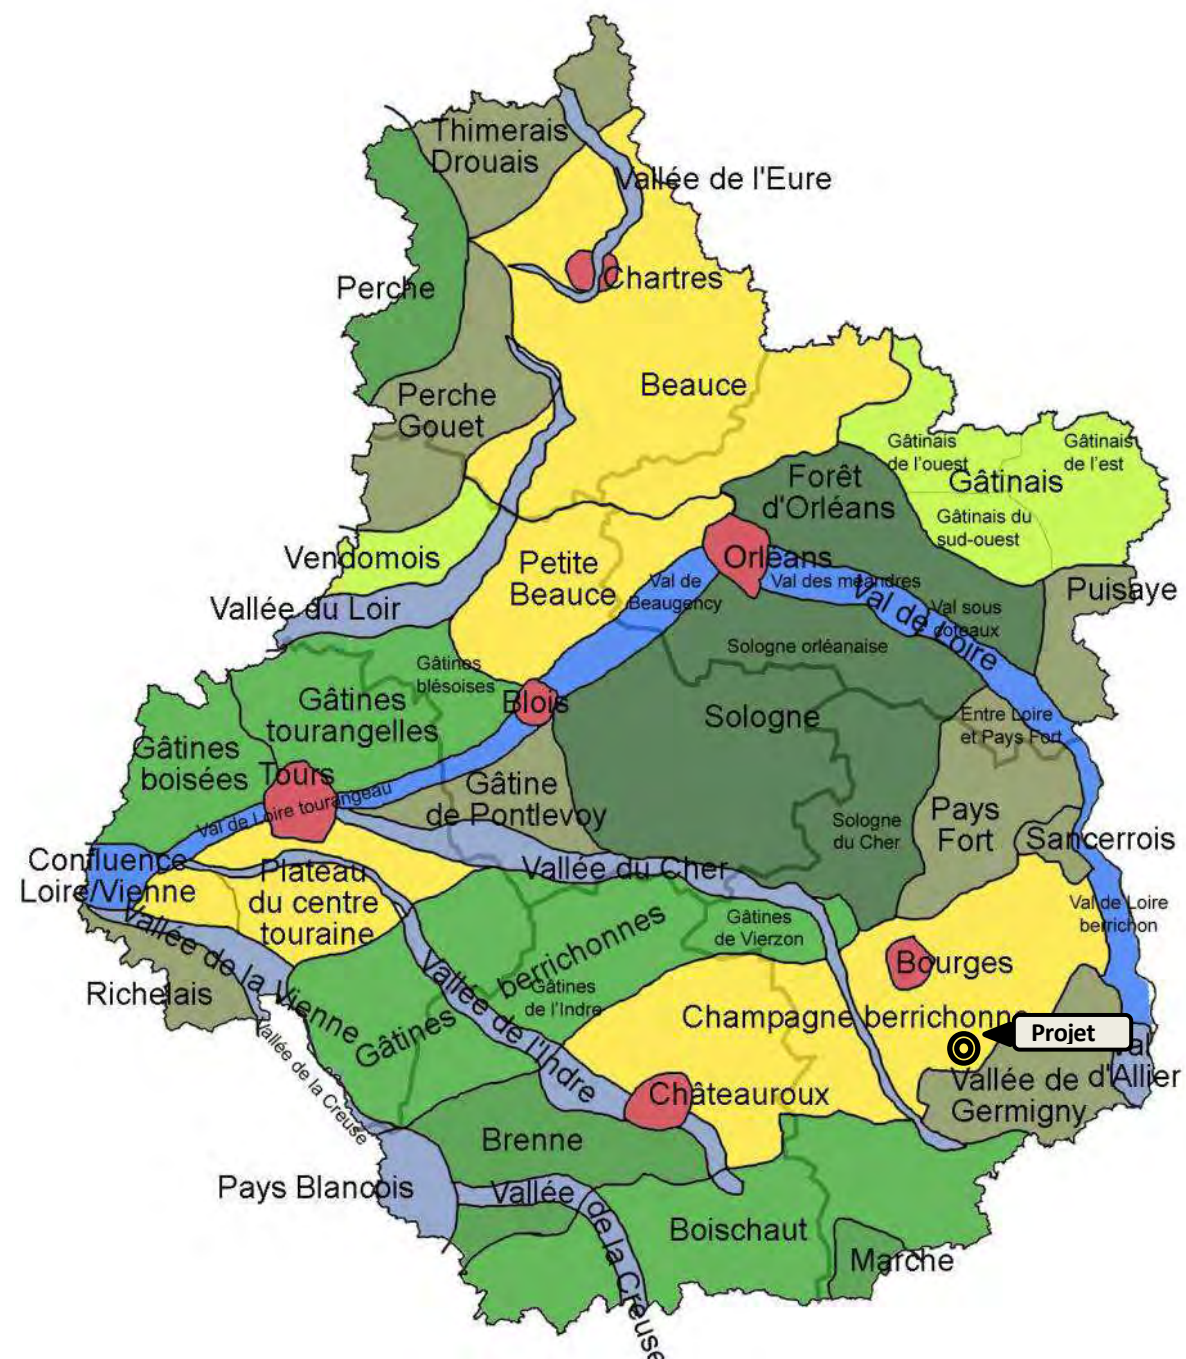 Thimerais
Drouais
Vallée de l'Eure
Chartres
Perche
Beauce
Perche
Gouet
Gâtinais
de l'ouest
Gâtinais
de l'est
Gâtinais
Forêt
d'Orléans
Gâtinais du
sud-ouest
Vendomois
Petite
Beauce
Orléans
Val de
Beaugency
Val des méandres
Val de Loire
Val sous
coteaux
Puisaye
Vallée du Loir
Sologne orléanaise
Gâtines
blésoises
Blois
Gâtines
tourangelles
Sologne
Entre Loire
et Pays Fort
Gâtines
boisées
Tours
Val de Loire tourangeau
Gâtine
de Pontlevoy
Sologne
du Cher
Pays
Fort
Sancerrois
Confluence
Loire/Vienne
Plateau
du centre
touraine
Vallée du Cher
Val de Loire
berrichon
Gâtines
de Vierzon
Vallée de la Vienne
Gâtines berrichonnes
Vallée de l'Indre
Gâtines
de l'Indre
Bourges
Richelais
Champagne berrichonne
Projet
Val
d'Allier
Vallée de la Creuse
Vallée de
Germigny
Châteauroux
Brenne
Pays Blancois
Vallée de la Creuse
Boischaut
Marche